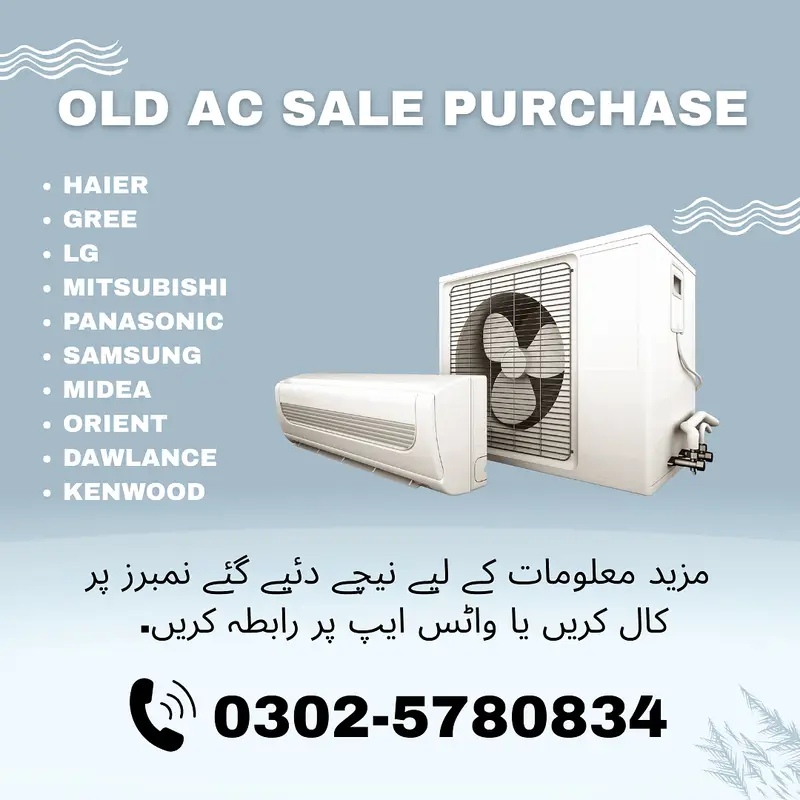 OLD AC SALE PURCHASE
HAIER
GREE
LG
MITSUBISHI
PANASONIC
SAMSUNG
MIDEA
ORIENT
DAWLANCE
KENWOOD
مزید معلومات کے لیے نیچے دئیے گئے نمبرز پر
کال کریں یا واٹس ایپ پر رابطہ کریں.
0302-5780834